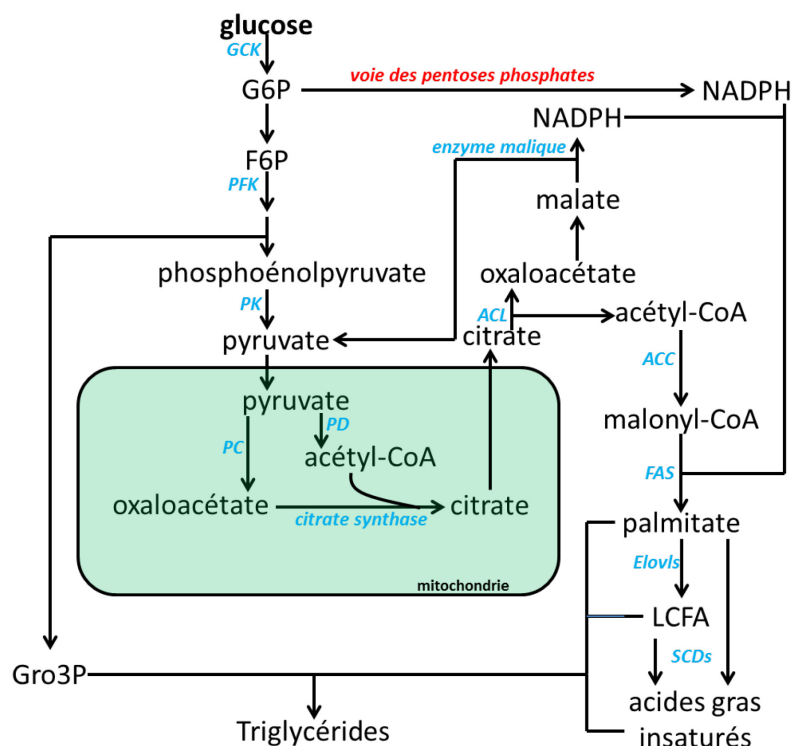 glucose
GCK
G6P
voie des pentoses phosphates
NADPH
NADPH
enzyme malique
F6P
PFK
malate
phosphoénolpyruvate
oxaloacétate
PK
ACL
acétyl-CoA
pyruvate
citrate
ACC
pyruvate
PD
malonyl-CoA
PC
acétyl-CoA
FAS
oxaloacétate
citrate synthase
citrate
palmitate
mitochondrie
Elovls
LCFA
SCDs
Gro3P
acides gras
insaturés
Triglycérides